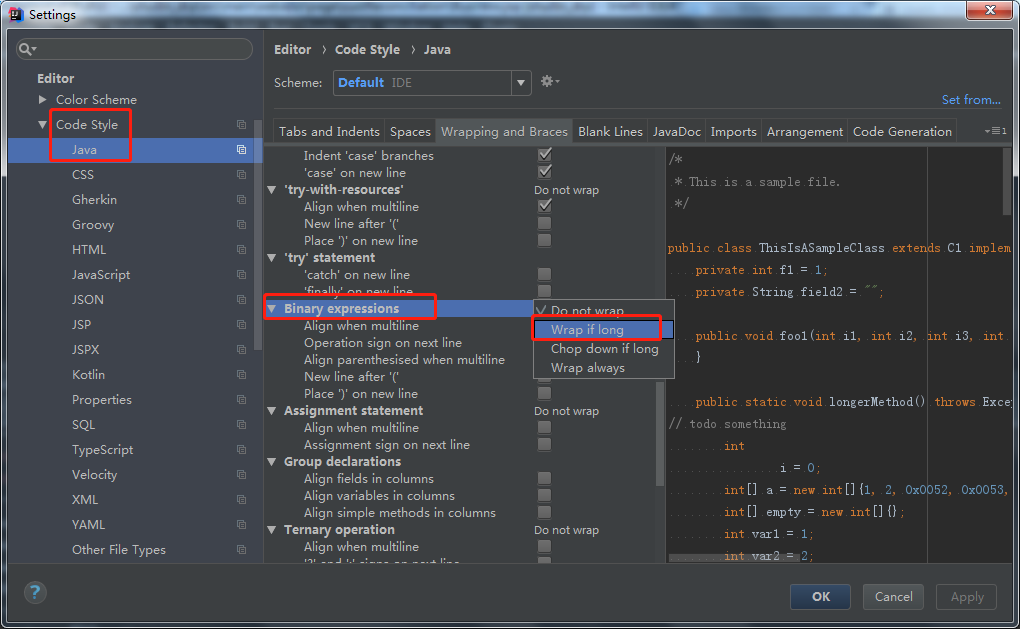 Settings
Editor › Code Style › Java
Scheme: Default IDE
Set from...
Editor
Color Scheme
Code Style
Java
CSS
Gherkin
Groovy
HTML
JavaScript
JSON
JSP
JSPX
Kotlin
Properties
SQL
TypeScript
Velocity
XML
YAML
Other File Types
Tabs and Indents Spaces Wrapping and Braces Blank Lines JavaDoc Imports Arrangement Code Generation
Indent 'case' branches
'case' on new line
'try-with-resources' Do not wrap
Align when multiline
New line after '('
Place ')' on new line
'try' statement
'catch' on new line
'finally' on new line
Binary expressions
Align when multiline
Operation sign on next line
Align parenthesised when multiline
New line after '('
Place ')' on new line
Assignment statement Do not wrap
Align when multiline
Assignment sign on next line
Group declarations
Align fields in columns
Align variables in columns
Align simple methods in columns
Ternary operation Do not wrap
Align when multiline
'?' and ':' signs on next line
Do not wrap
Wrap if long
Chop down if long
Wrap always
/*
* This is a sample file.
*/
public class ThisIsASampleClass extends C1 implem
private int f1 = 1;
private String field2 = "";
public void foo1(int i1, int i2, int i3, int
}
public static void longerMethod() throws Excep
// todo something
int
i = 0;
int[] a = new int[]{1, 2, 0x0052, 0x0053,
int[] empty = new int[]{};
int var1 = 1;
int var2 = 2;
?
OK Cancel Apply